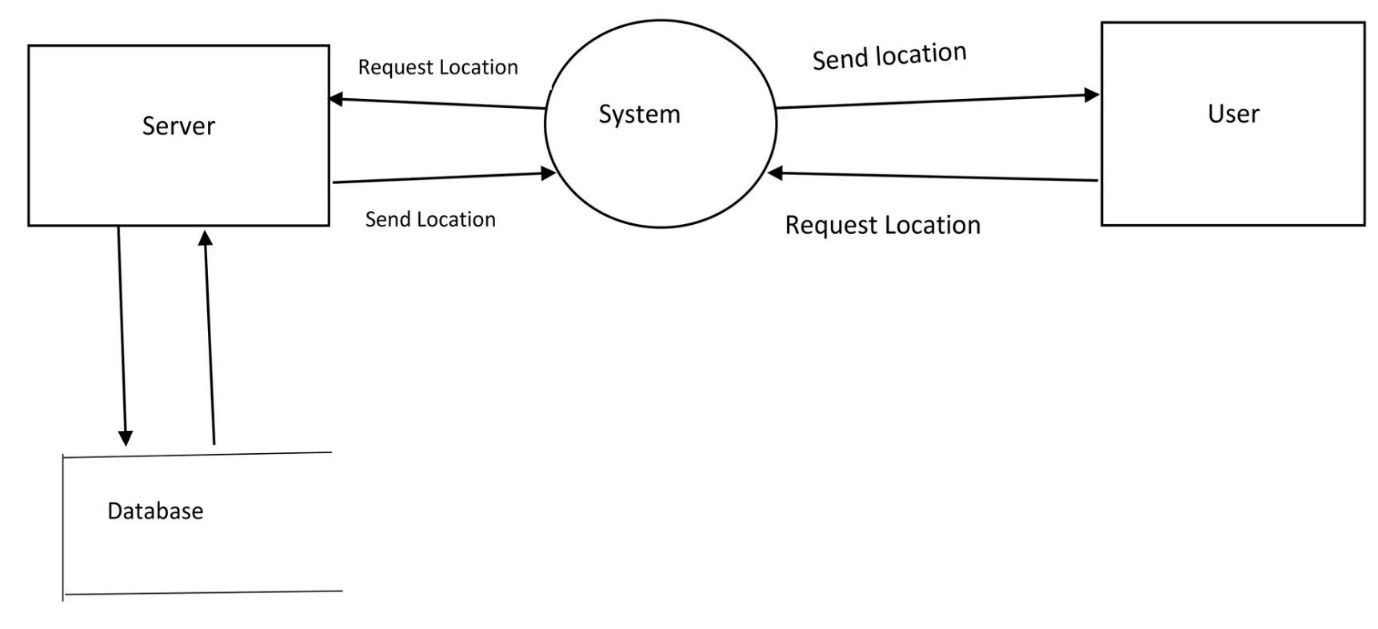 Request Location
Send location
Server
System
User
Send Location
Request Location
Database